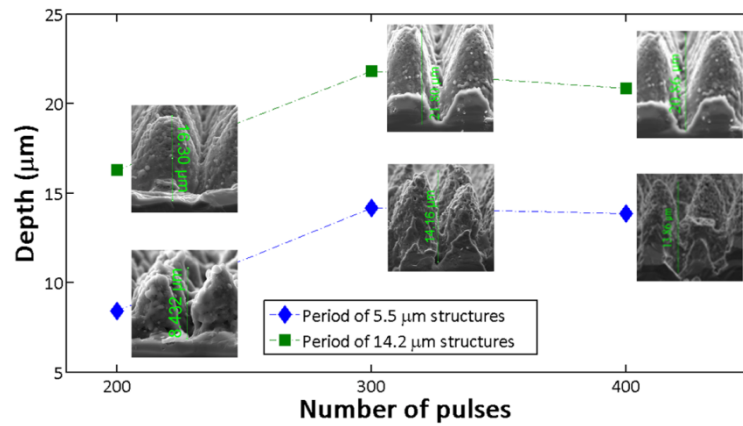 25
20
15
10
5
Depth (μm)
16.30 μm
8.432 μm
14.16 μm
Period of 5.5 μm structures
Period of 14.2 μm structures
200
300
400
Number of pulses